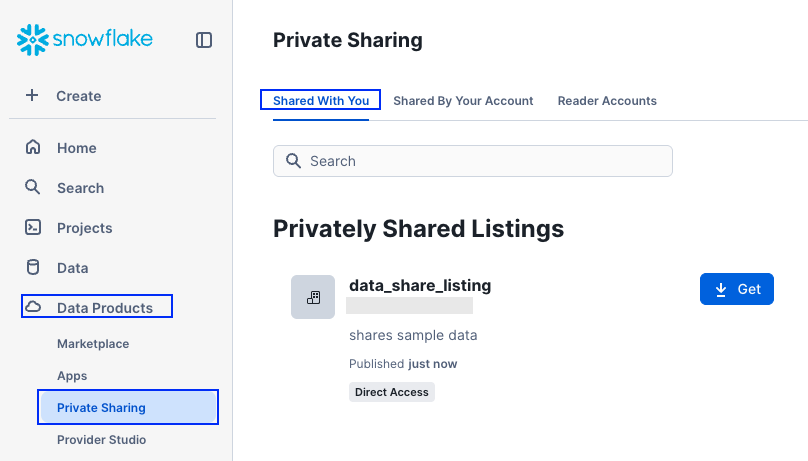 snowflake
Create
Home
Search
Projects
Data
Data Products
Marketplace
Apps
Private Sharing
Provider Studio
Private Sharing
Shared With You Shared By Your Account Reader Accounts
Search
Privately Shared Listings
data_share_listing
Get
shares sample data
Published just now
Direct Access